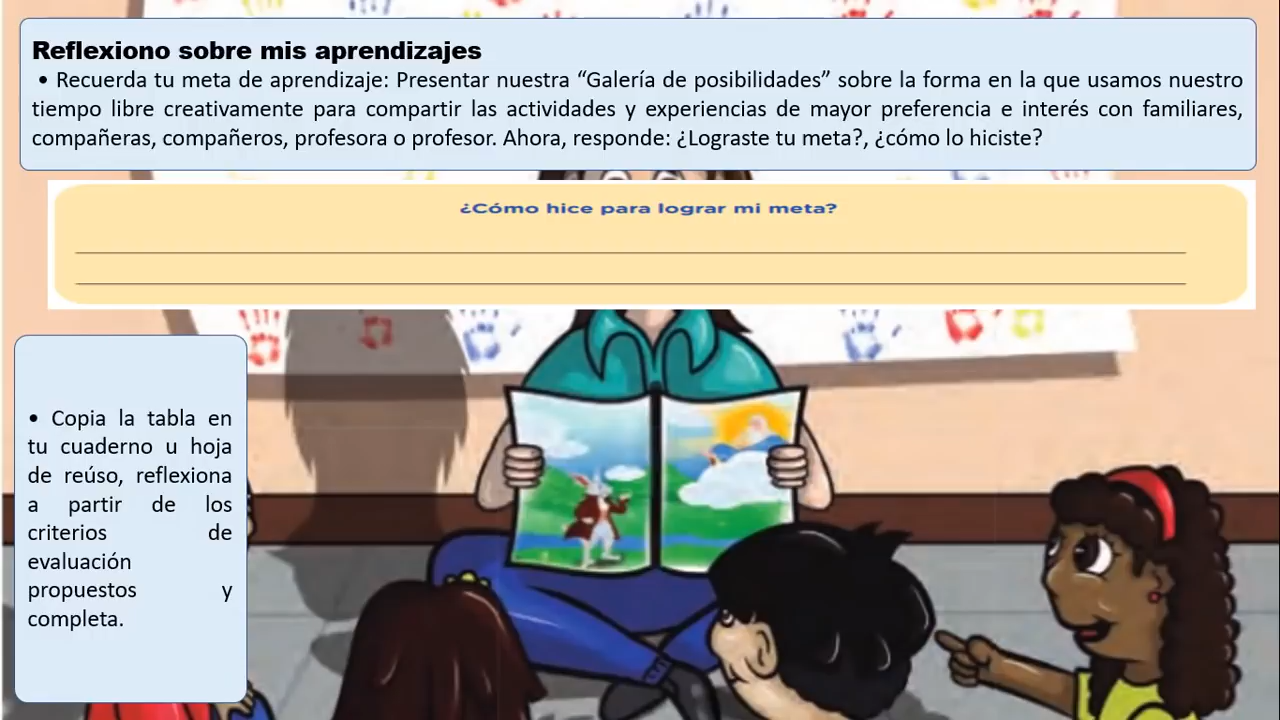 Reflexiono sobre mis aprendizajes
• Recuerda tu meta de aprendizaje: Presentar nuestra “Galería de posibilidades” sobre la forma en la que usamos nuestro
tiempo libre creativamente para compartir las actividades y experiencias de mayor preferencia e interés con familiares,
compañeras, compañeros, profesora o profesor. Ahora, responde: ¿Lograste tu meta?, ¿cómo lo hiciste?
¿Cómo hice para lograr mi meta?
• Copia la tabla en
tu cuaderno u hoja
de reúso, reflexiona
a partir de los
criterios de
evaluación
propuestos y
completa.